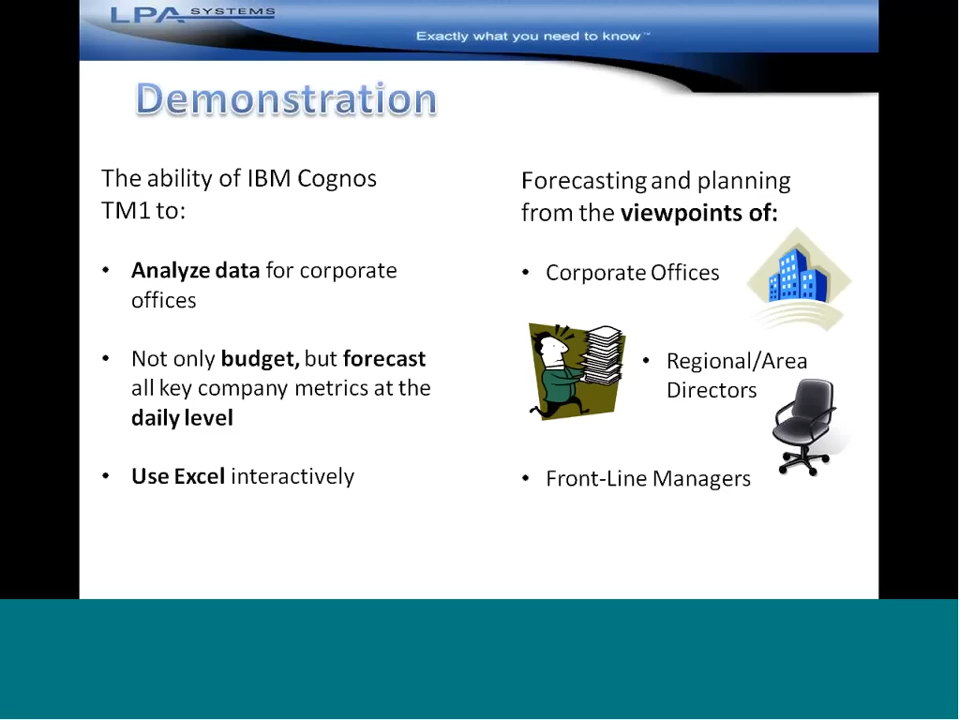 LPA SYSTEMS
Exactly what you need to know™
Demonstration
The ability of IBM Cognos
TM1 to:
• Analyze data for corporate
offices
• Not only budget, but forecast
all key company metrics at the
daily level
• Use Excel interactively
Forecasting and planning
from the viewpoints of:
• Corporate Offices
• Regional/Area
Directors
• Front-Line Managers